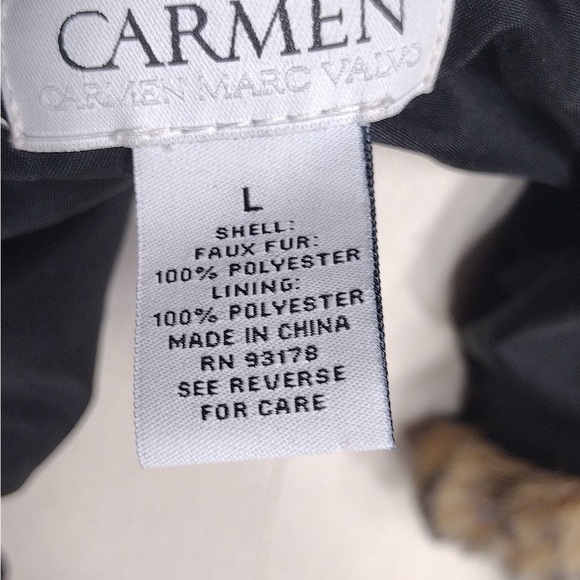 CARMEN
CARMEN MARC VALVO
L
SHELL:
FAUX FUR:
100% POLYESTER
LINING:
100% POLYESTER
MADE IN CHINA
RN 93178
SEE REVERSE
FOR CARE